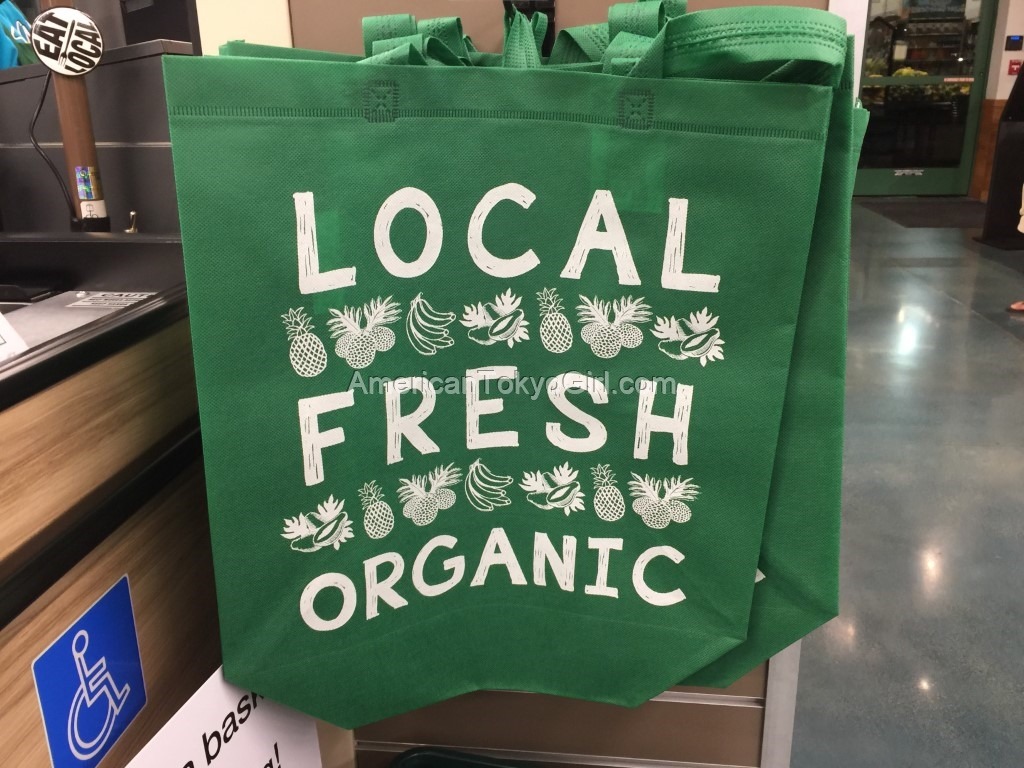 EAT
LOCAL
LOCAL
AmericanTokyoGirl.com
FRESH
ORGANIC
bask